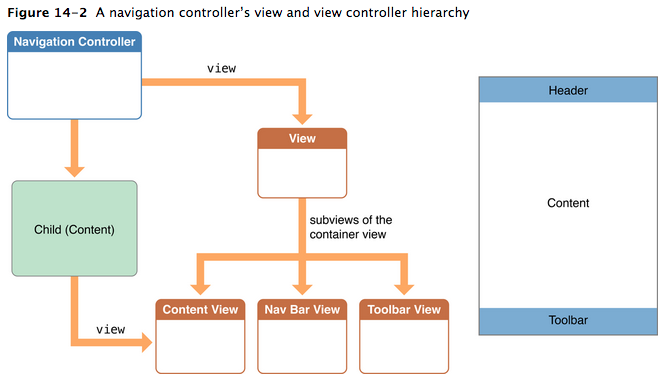 Figure 14-2 A navigation controller's view and view controller hierarchy
Navigation Controller
view
Header
View
Child (Content)
subviews of the
container view
Content
Content View
Nav Bar View
Toolbar View
view
Toolbar